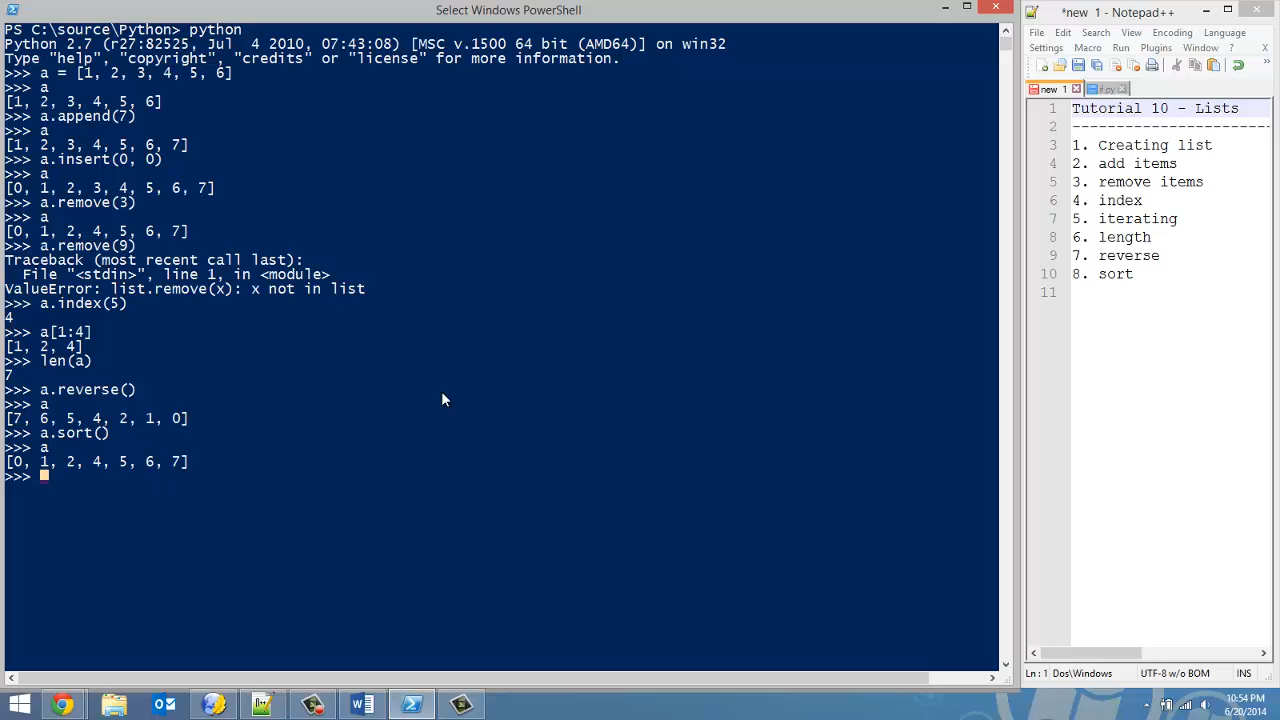 Select Windows PowerShell
PS C:\source\Python> python
Python 2.7 (r27:82525, Jul  4 2010, 07:43:08) [MSC v.1500 64 bit (AMD64)] on win32
Type "help", "copyright", "credits" or "license" for more information.
>>> a = [1, 2, 3, 4, 5, 6]
>>> a
[1, 2, 3, 4, 5, 6]
>>> a.append(7)
>>> a
[1, 2, 3, 4, 5, 6, 7]
>>> a.insert(0, 0)
>>> a
[0, 1, 2, 3, 4, 5, 6, 7]
>>> a.remove(3)
>>> a
[0, 1, 2, 4, 5, 6, 7]
>>> a.remove(9)
Traceback (most recent call last):
  File "<stdin>", line 1, in <module>
ValueError: list.remove(x): x not in list
>>> a.index(5)
4
>>> a[1:4]
[1, 2, 4]
>>> len(a)
7
>>> a.reverse()
>>> a
[7, 6, 5, 4, 2, 1, 0]
>>> a.sort()
>>> a
[0, 1, 2, 4, 5, 6, 7]
>>>
*new  1 - Notepad++
File Edit Search View Encoding Language
Settings Macro Run Plugins Window ? X
new  1 f.py
1 Tutorial 10 - Lists
2 -----------------------
3 1. Creating list
4 2. add items
5 3. remove items
6 4. index
7 5. iterating
8 6. length
9 7. reverse
10 8. sort
11
Ln : 1 Dos\Windows UTF-8 w/o BOM INS
10:54 PM
6/20/2014